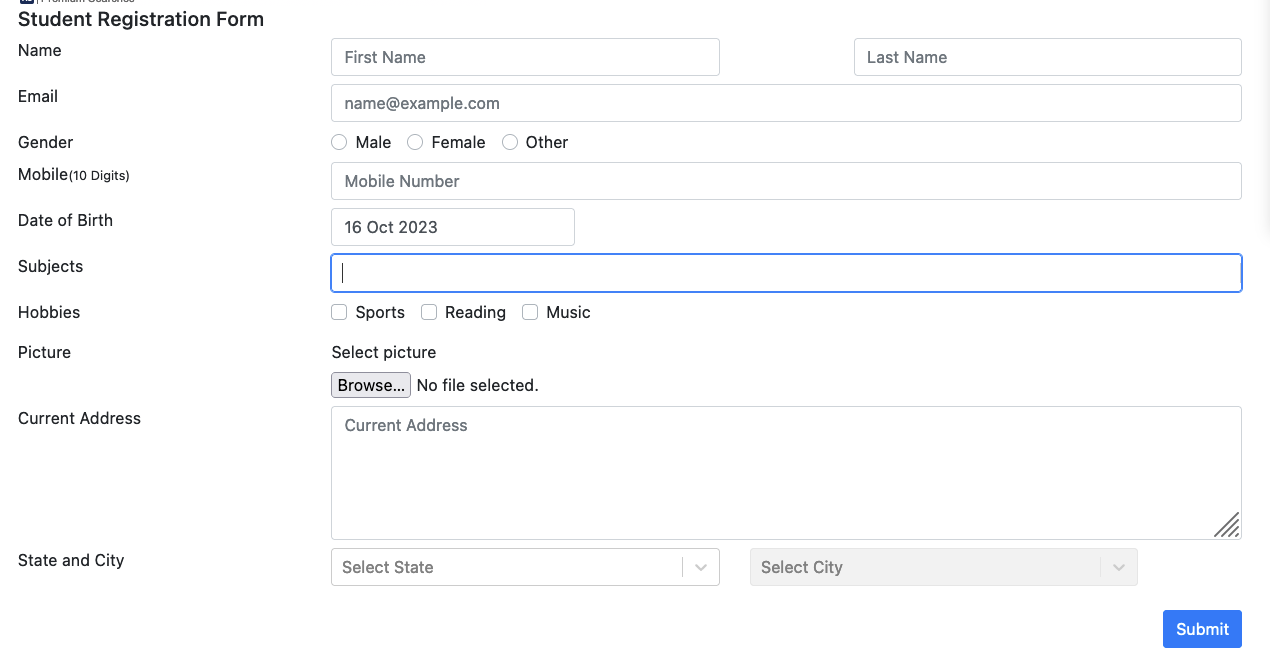 Premium Searches
Student Registration Form
Name First Name Last Name
Email name@example.com
Gender Male Female Other
Mobile(10 Digits) Mobile Number
Date of Birth 16 Oct 2023
Subjects
Hobbies Sports Reading Music
Picture Select picture
Browse... No file selected.
Current Address Current Address
State and City Select State Select City
Submit